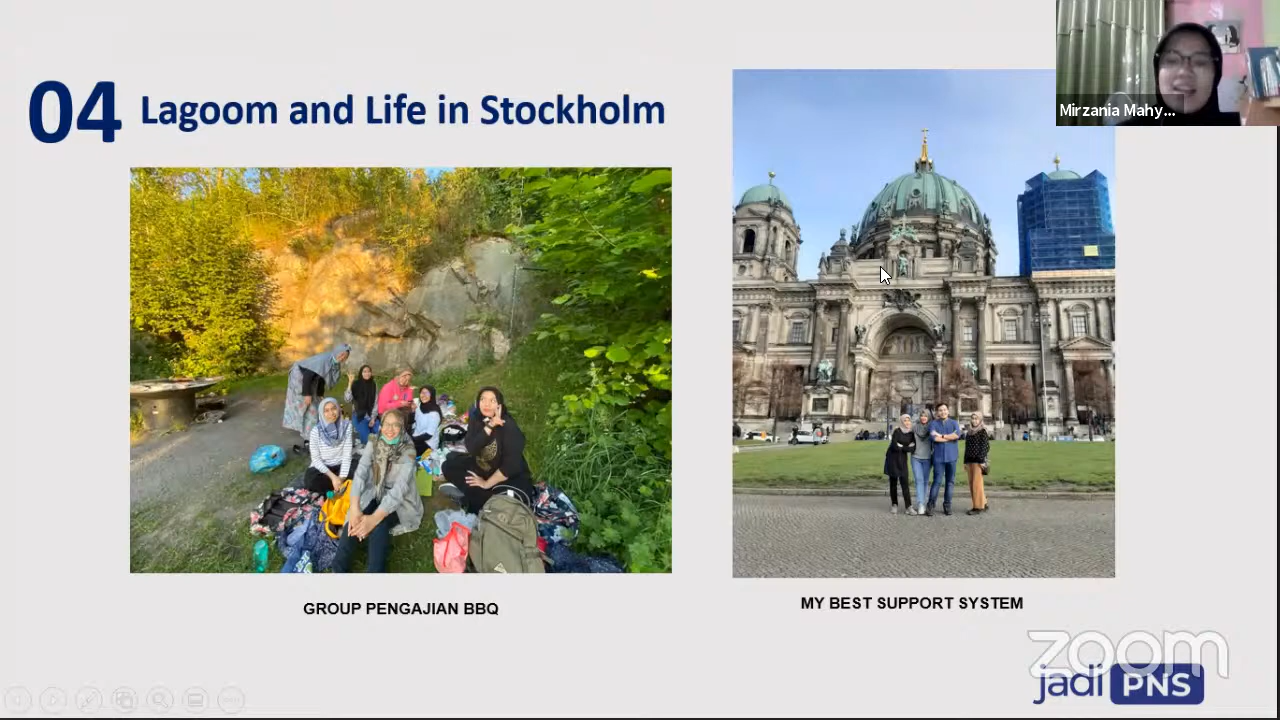 04 Lagoom and Life in Stockholm
Mirzania Mahy...
GROUP PENGAJIAN BBQ
MY BEST SUPPORT SYSTEM
zoom
jadi PNS